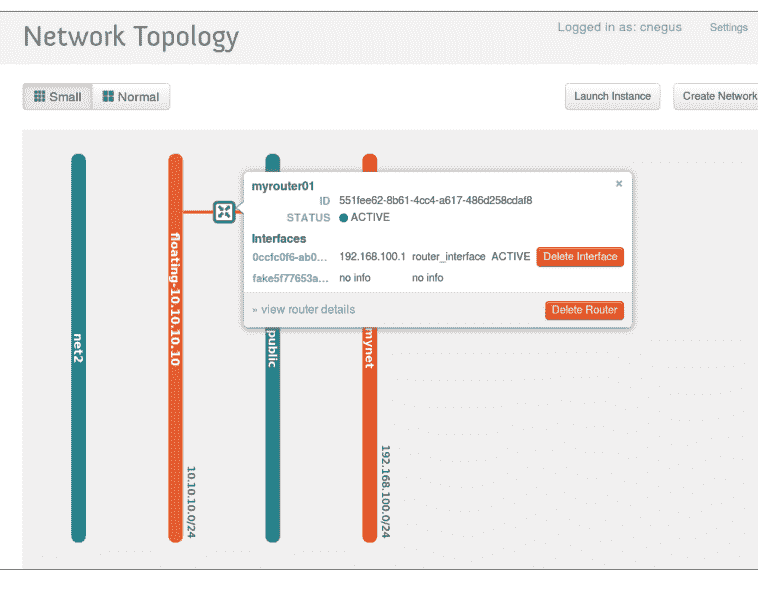 Network Topology
Logged in as: cnegus Settings
Small Normal
Launch Instance Create Network
myrouter01 ×
ID 551fee62-8b61-4cc4-a617-486d258cdaf8
STATUS ACTIVE
Interfaces
0ccfc0f6-ab0... 192.168.100.1 router_interface ACTIVE Delete Interface
fake5f77653a... no info no info
» view router details Delete Router
net2
floating-10.10.10.10
10.10.10.0/24
public
mynet
192.168.100.0/24